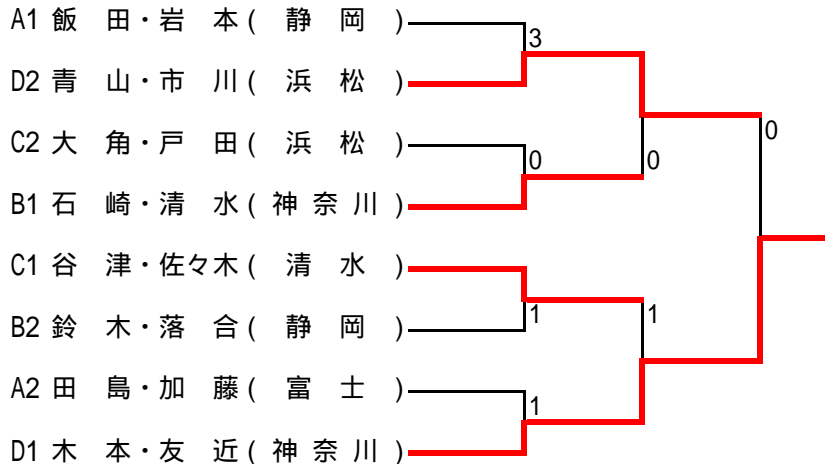 A1 飯 田・岩 本( 静 岡 )
3
D2 青 山・市 川( 浜 松 )
0
C2 大 角・戸 田( 浜 松 )
0
0
B1 石 崎・清 水( 神 奈 川 )
C1 谷 津・佐々木( 清 水 )
1
1
B2 鈴 木・落 合( 静 岡 )
A2 田 島・加 藤( 富 士 )
1
D1 木 本・友 近( 神 奈 川 )